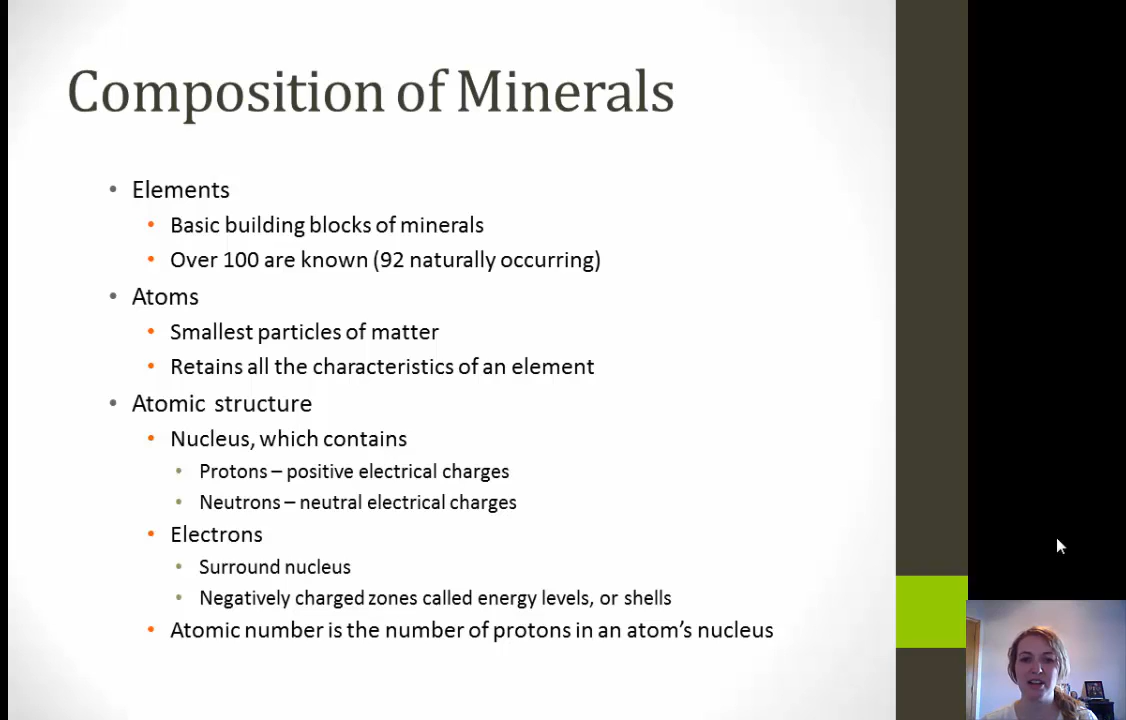 Composition of Minerals
• Elements
• Basic building blocks of minerals
• Over 100 are known (92 naturally occurring)
• Atoms
• Smallest particles of matter
• Retains all the characteristics of an element
• Atomic structure
• Nucleus, which contains
• Protons – positive electrical charges
• Neutrons – neutral electrical charges
• Electrons
• Surround nucleus
• Negatively charged zones called energy levels, or shells
• Atomic number is the number of protons in an atom's nucleus